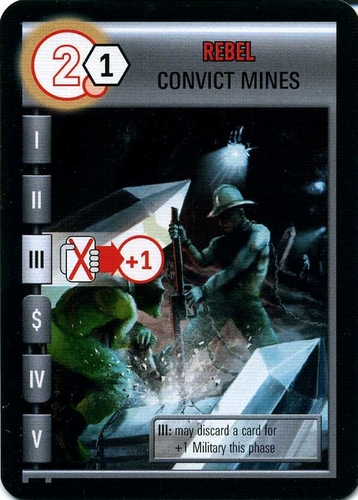 2 1
REBEL
CONVICT MINES
I
II
III +1
$
IV
V
III: may discard a card for
+1 Military this phase